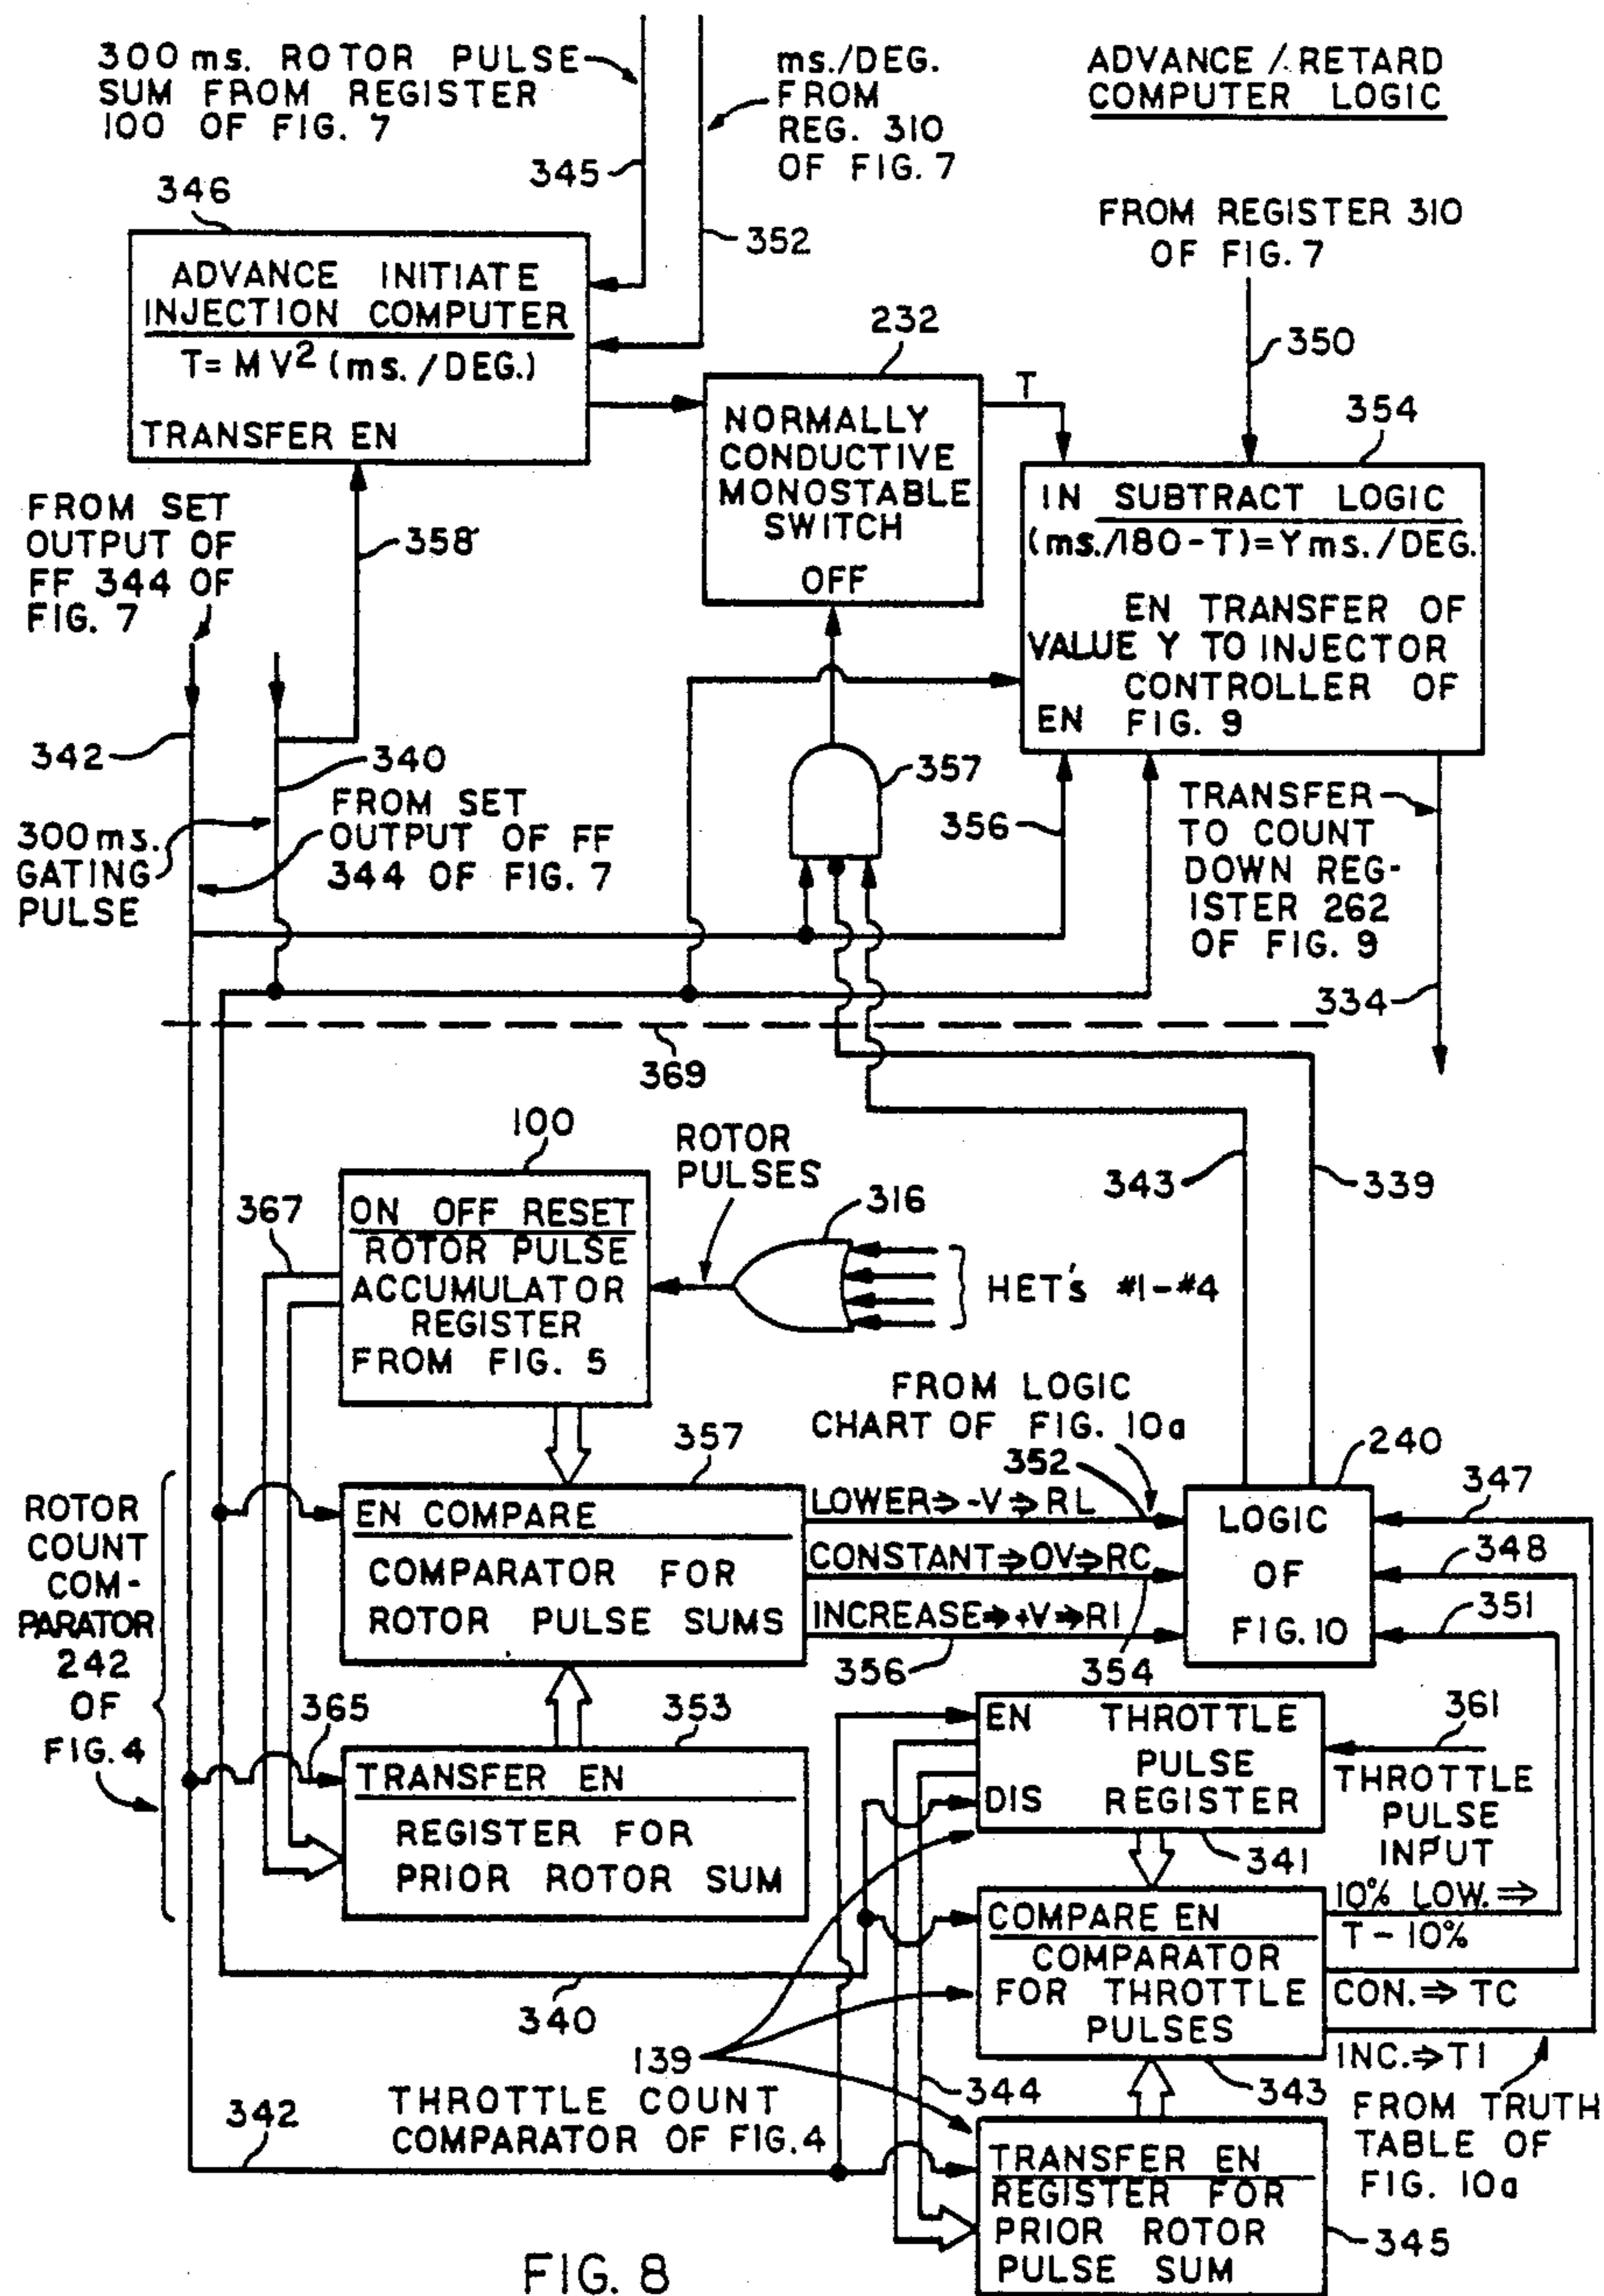 300 ms. ROTOR PULSE
SUM FROM REGISTER
100 OF FIG. 7
345
ms./DEG.
FROM
REG. 310
OF FIG. 7
352
ADVANCE / RETARD
COMPUTER LOGIC
346
ADVANCE INITIATE
INJECTION COMPUTER
T= MV² (ms. /DEG.)
TRANSFER EN
FROM REGISTER 310
OF FIG. 7
350
232
NORMALLY
CONDUCTIVE
MONOSTABLE
SWITCH
OFF
T
354
IN SUBTRACT LOGIC
(ms./180-T)=Yms./DEG.
EN TRANSFER OF
VALUE Y TO INJECTOR
CONTROLLER OF
EN FIG. 9
FROM SET
OUTPUT OF
FF 344 OF
FIG. 7
358
342
340
300 ms.
GATING
PULSE
FROM SET
OUTPUT OF FF
344 OF FIG. 7
357
356
TRANSFER
TO COUNT
DOWN REG-
ISTER 262
OF FIG. 9
334
369
100
367
ON OFF RESET
ROTOR PULSE
ACCUMULATOR
REGISTER
FROM FIG. 5
ROTOR
PULSES
316
HET's #1-#4
343
339
FROM LOGIC
CHART OF FIG. 10a
352
357
240
ROTOR
COUNT
COM-
PARATOR
242
OF
FIG. 4
EN COMPARE
COMPARATOR FOR
ROTOR PULSE SUMS
LOWER⇒-V⇒RL
CONSTANT⇒OV⇒RC
INCREASE⇒+V⇒RI
356
354
LOGIC
OF
FIG. 10
347
348
351
365
353
TRANSFER EN
REGISTER FOR
PRIOR ROTOR SUM
EN THROTTLE
PULSE
DIS REGISTER
361
THROTTLE
PULSE
INPUT
341
10% LOW.⇒
T - 10%
CON.⇒ TC
INC.⇒TI
COMPARE EN
COMPARATOR
FOR THROTTLE
PULSES
340
139
THROTTLE COUNT
COMPARATOR OF FIG.4
342
344
343
FROM TRUTH
TABLE OF
FIG. 10a
TRANSFER EN
REGISTER FOR
PRIOR ROTOR
PULSE SUM
345
FIG. 8